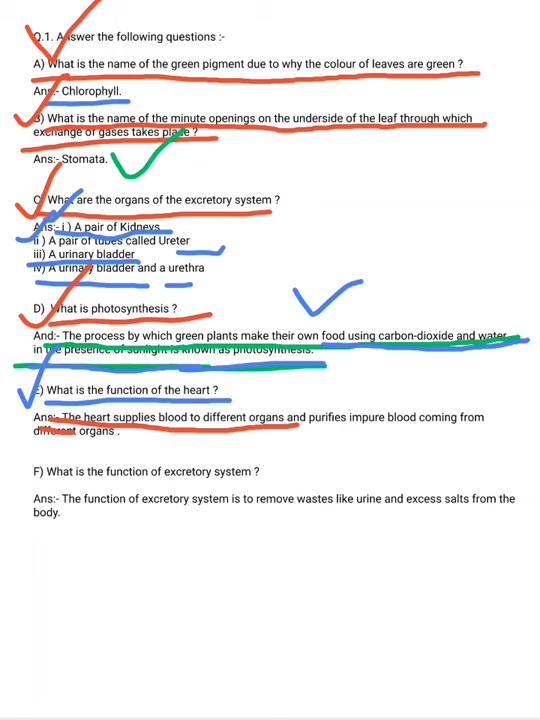 Q.1. Answer the following questions :-
A) What is the name of the green pigment due to why the colour of leaves are green ?
Ans:- Chlorophyll.
B) What is the name of the minute openings on the underside of the leaf through which
exchange of gases takes place ?
Ans:- Stomata.
C) What are the organs of the excretory system ?
Ans:- i ) A pair of Kidneys
ii ) A pair of tubes called Ureter
iii) A urinary bladder
iv) A urinary bladder and a urethra
D) What is photosynthesis ?
And:- The process by which green plants make their own food using carbon-dioxide and water
in the presence of sunlight is known as photosynthesis.
E) What is the function of the heart ?
Ans:- The heart supplies blood to different organs and purifies impure blood coming from
different organs .
F) What is the function of excretory system ?
Ans:- The function of excretory system is to remove wastes like urine and excess salts from the
body.